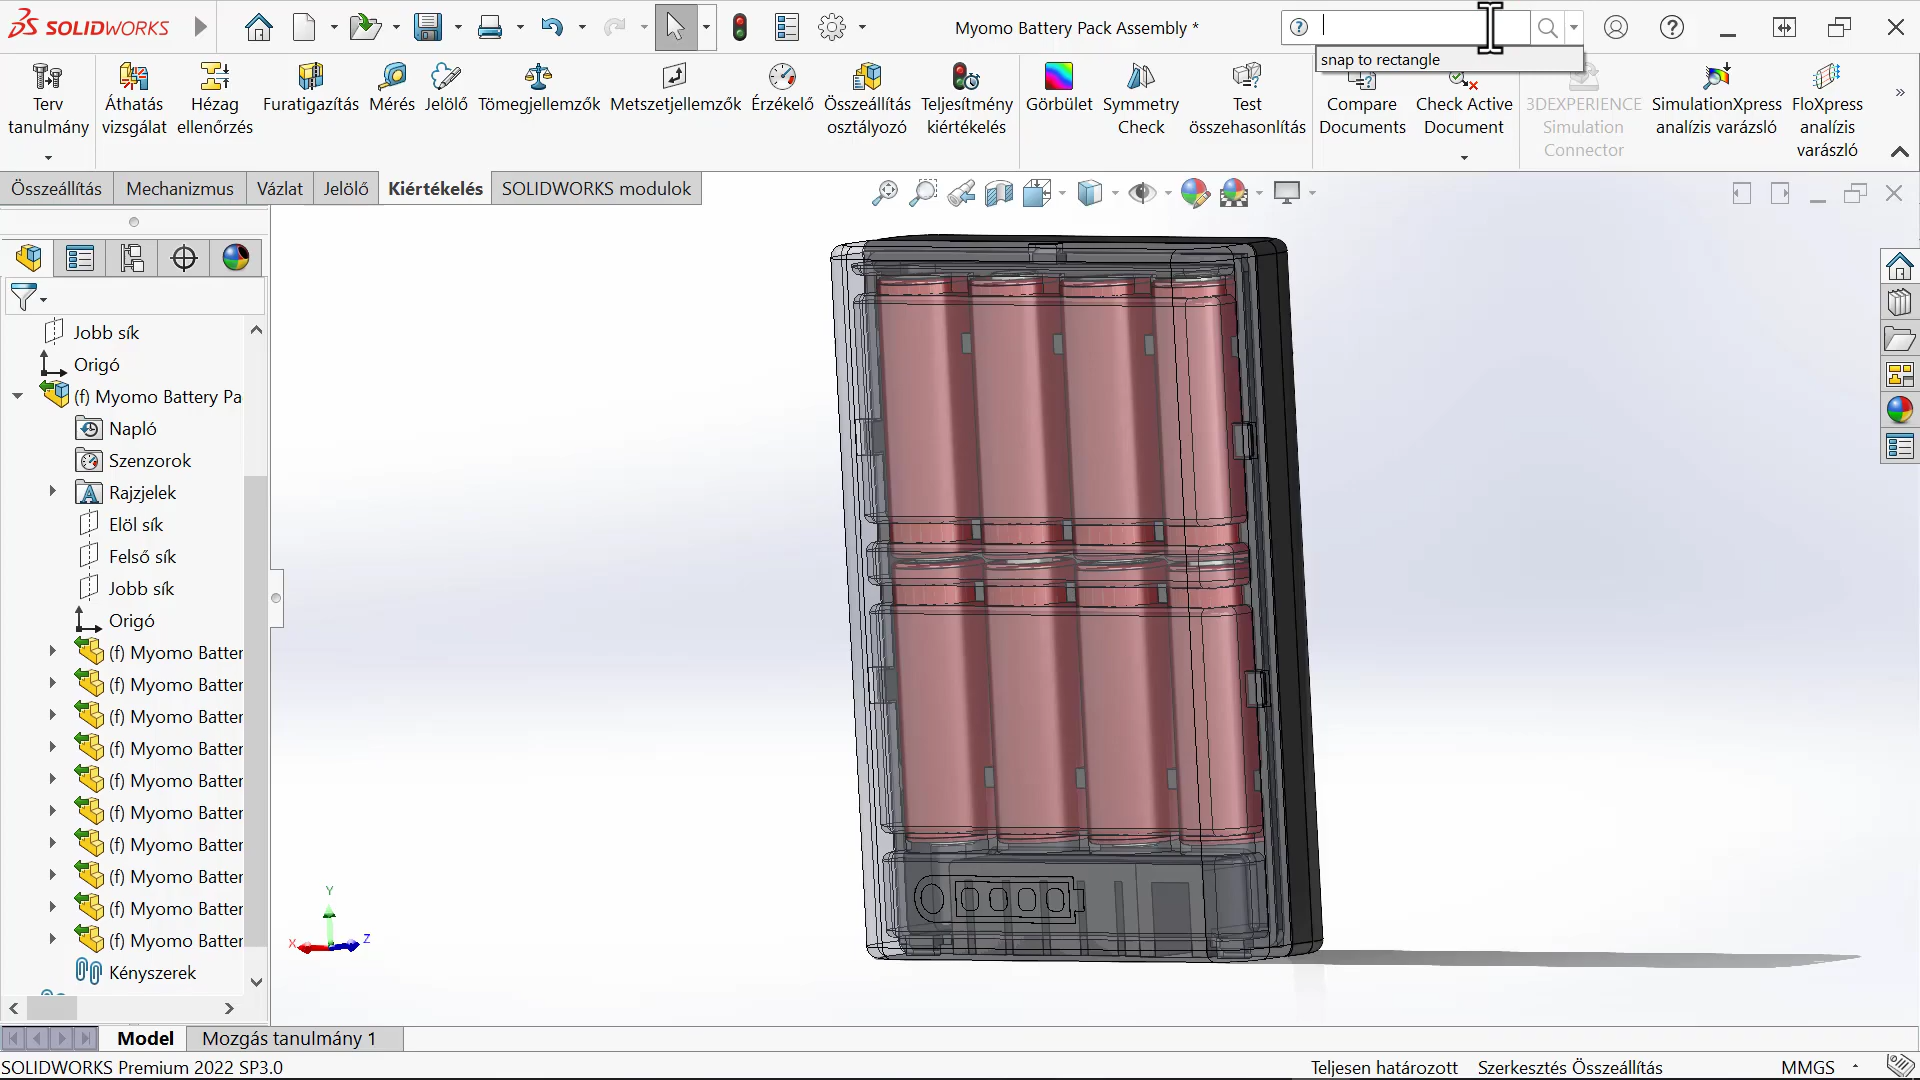 SOLIDWORKS
Myomo Battery Pack Assembly *
snap to rectangle
Terv tanulmány
Áthatás vizsgálat
Hézag ellenőrzés
Furatigazítás
Mérés
Jelölő
Tömegjellemzők
Metszetjellemzők
Érzékelő
Összeállítás osztályozó
Teljesítmény kiértékelés
Görbület
Symmetry Check
Test összehasonlítás
Compare Documents
Check Active Document
3DEXPERIENCE Simulation Connector
SimulationXpress analízis varázsló
FloXpress analízis varászló
Összeállítás
Mechanizmus
Vázlat
Jelölő
Kiértékelés
SOLIDWORKS modulok
Jobb sík
Origó
(f) Myomo Battery Pa
Napló
Szenzorok
Rajzjelek
Elöl sík
Felső sík
Jobb sík
Origó
(f) Myomo Batter
(f) Myomo Batter
(f) Myomo Batter
(f) Myomo Batter
(f) Myomo Batter
(f) Myomo Batter
(f) Myomo Batter
(f) Myomo Batter
(f) Myomo Batter
(f) Myomo Batter
Kényszerek
Y
X
Z
Model
Mozgás tanulmány 1
SOLIDWORKS Premium 2022 SP3.0
Teljesen határozott
Szerkesztés Összeállítás
MMGS